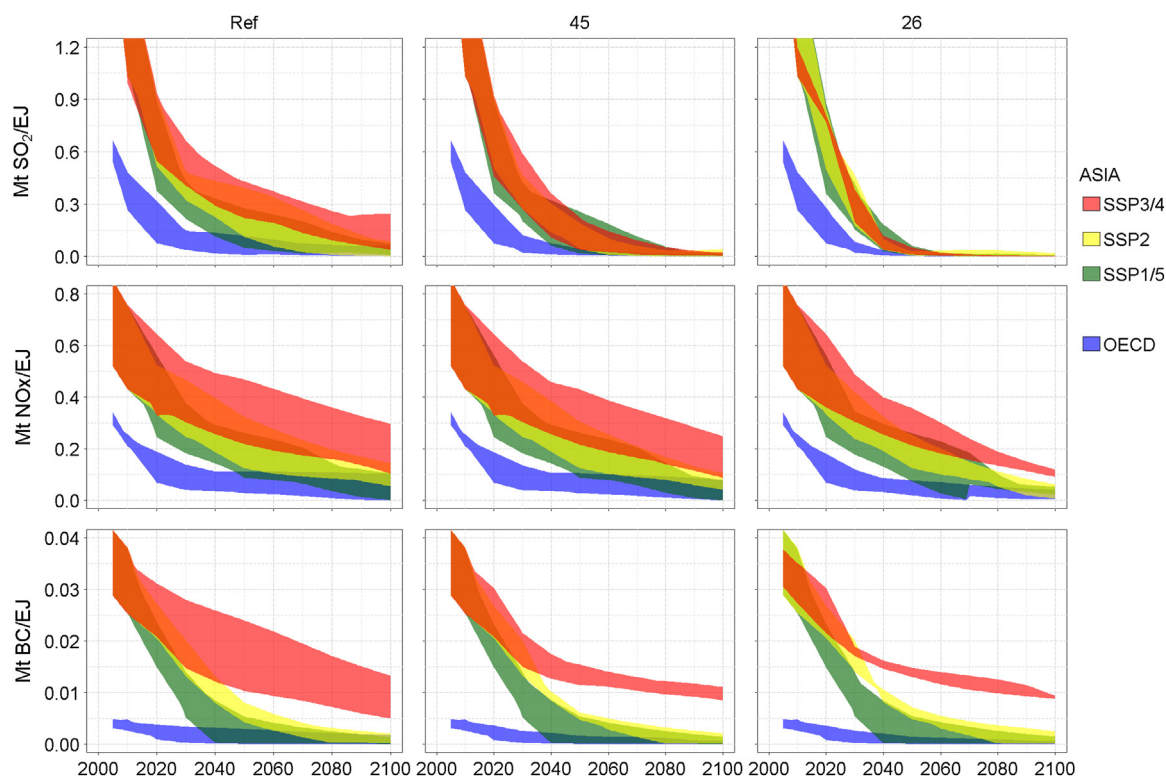 Ref 45 26
Mt SO₂/EJ
1.2
0.9
0.6
0.3
0.0
Mt NOx/EJ
0.8
0.6
0.4
0.2
0.0
Mt BC/EJ
0.04
0.03
0.02
0.01
0.00
2000 2020 2040 2060 2080 2100 2000 2020 2040 2060 2080 2100 2000 2020 2040 2060 2080 2100
ASIA
SSP3/4
SSP2
SSP1/5
OECD